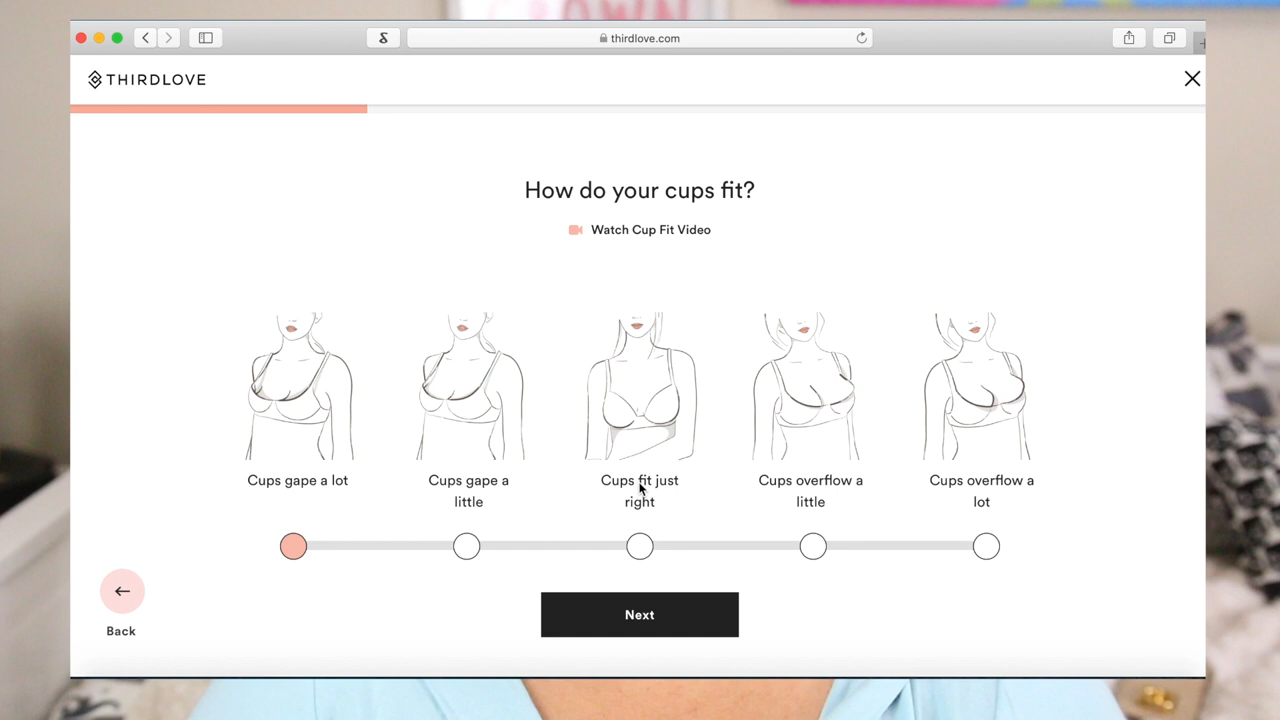 CROWN
thirdlove.com
THIRDLOVE
How do your cups fit?
Watch Cup Fit Video
Cups gape a lot
Cups gape a
little
Cups fit just
right
Cups overflow a
little
Cups overflow a
lot
Back
Next